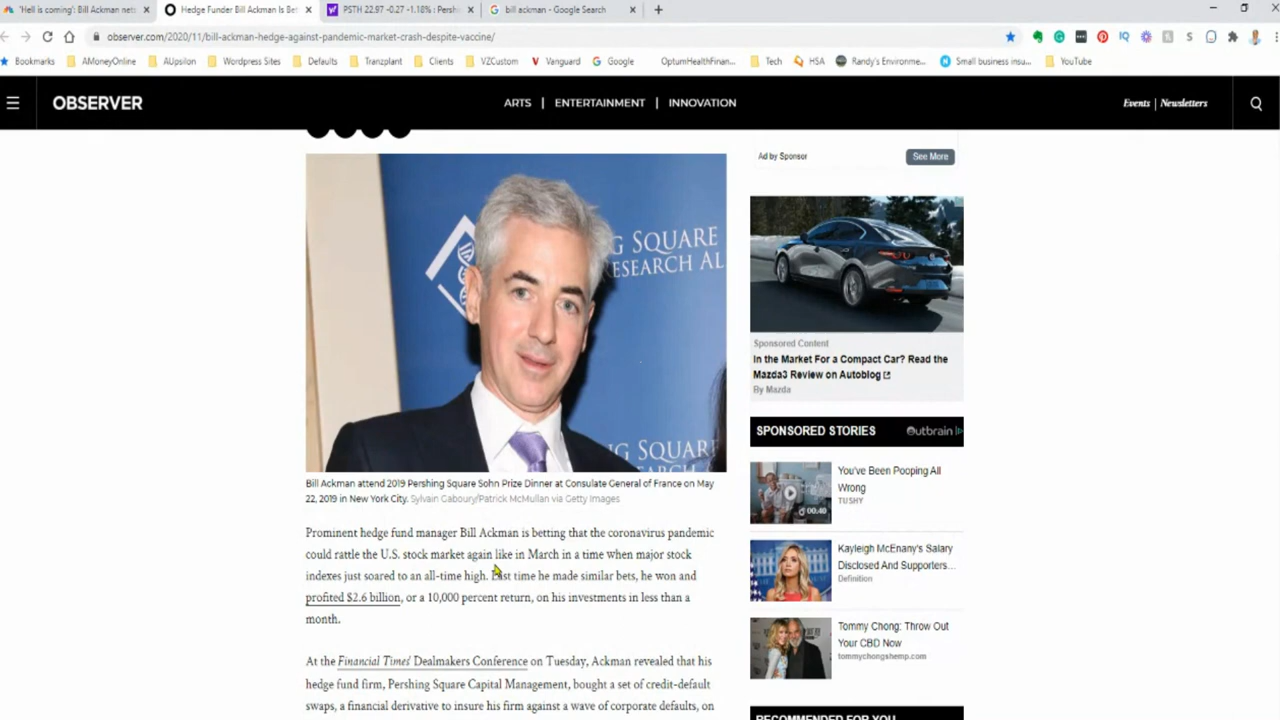 'Hell is coming': Bill Ackman net
Hedge Funder Bill Ackman Is Be
PSTH 22.97 -0.27 -1.18% : Persh
bill ackman - Google Search
observer.com/2020/11/bill-ackman-hedge-against-pandemic-market-crash-despite-vaccine/
Bookmarks AMoneyOnline AUpsilon Wordpress Sites Defaults Tranzplant Clients VZCustom Vanguard Google OptumHealthFinan... Tech HSA Randy's Environme... Small business insu... YouTube
OBSERVER
ARTS | ENTERTAINMENT | INNOVATION
Events | Newsletters
Ad by Sponsor
See More
G SQUARE
ESEARCH AL
G SQUARE
RESEARCH AL
Bill Ackman attend 2019 Pershing Square Sohn Prize Dinner at Consulate General of France on May
22, 2019 in New York City. Sylvain Gaboury/Patrick McMullan via Getty Images
Prominent hedge fund manager Bill Ackman is betting that the coronavirus pandemic
could rattle the U.S. stock market again like in March in a time when major stock
indexes just soared to an all-time high. Last time he made similar bets, he won and
profited $2.6 billion, or a 10,000 percent return, on his investments in less than a
month.
At the Financial Times' Dealmakers Conference on Tuesday, Ackman revealed that his
hedge fund firm, Pershing Square Capital Management, bought a set of credit-default
swaps, a financial derivative to insure his firm against a wave of corporate defaults, on
Sponsored Content
In the Market For a Compact Car? Read the
Mazda3 Review on Autoblog
By Mazda
SPONSORED STORIES
Outbrain
You've Been Pooping All
Wrong
TUSHY
00:40
Kayleigh McEnany's Salary
Disclosed And Supporters...
Definition
Tommy Chong: Throw Out
Your CBD Now
tommychongshemp.com
RECOMMENDED FOR YOU